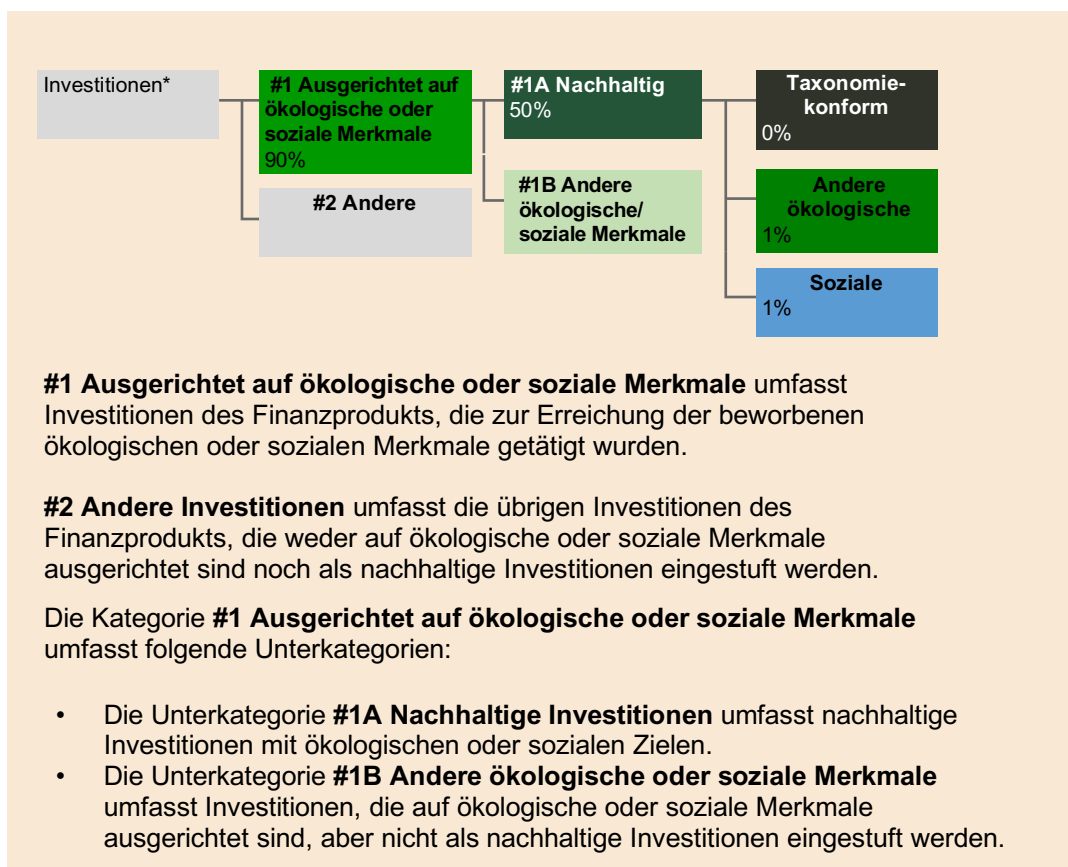 Investitionen*
#1 Ausgerichtet auf
ökologische oder
soziale Merkmale
90%
#2 Andere
#1A Nachhaltig
50%
#1B Andere
ökologische/
soziale Merkmale
Taxonomie-
konform
0%
Andere
ökologische
1%
Soziale
1%
#1 Ausgerichtet auf ökologische oder soziale Merkmale umfasst
Investitionen des Finanzprodukts, die zur Erreichung der beworbenen
ökologischen oder sozialen Merkmale getätigt wurden.
#2 Andere Investitionen umfasst die übrigen Investitionen des
Finanzprodukts, die weder auf ökologische oder soziale Merkmale
ausgerichtet sind noch als nachhaltige Investitionen eingestuft werden.
Die Kategorie #1 Ausgerichtet auf ökologische oder soziale Merkmale
umfasst folgende Unterkategorien:
• Die Unterkategorie #1A Nachhaltige Investitionen umfasst nachhaltige
Investitionen mit ökologischen oder sozialen Zielen.
• Die Unterkategorie #1B Andere ökologische oder soziale Merkmale
umfasst Investitionen, die auf ökologische oder soziale Merkmale
ausgerichtet sind, aber nicht als nachhaltige Investitionen eingestuft werden.